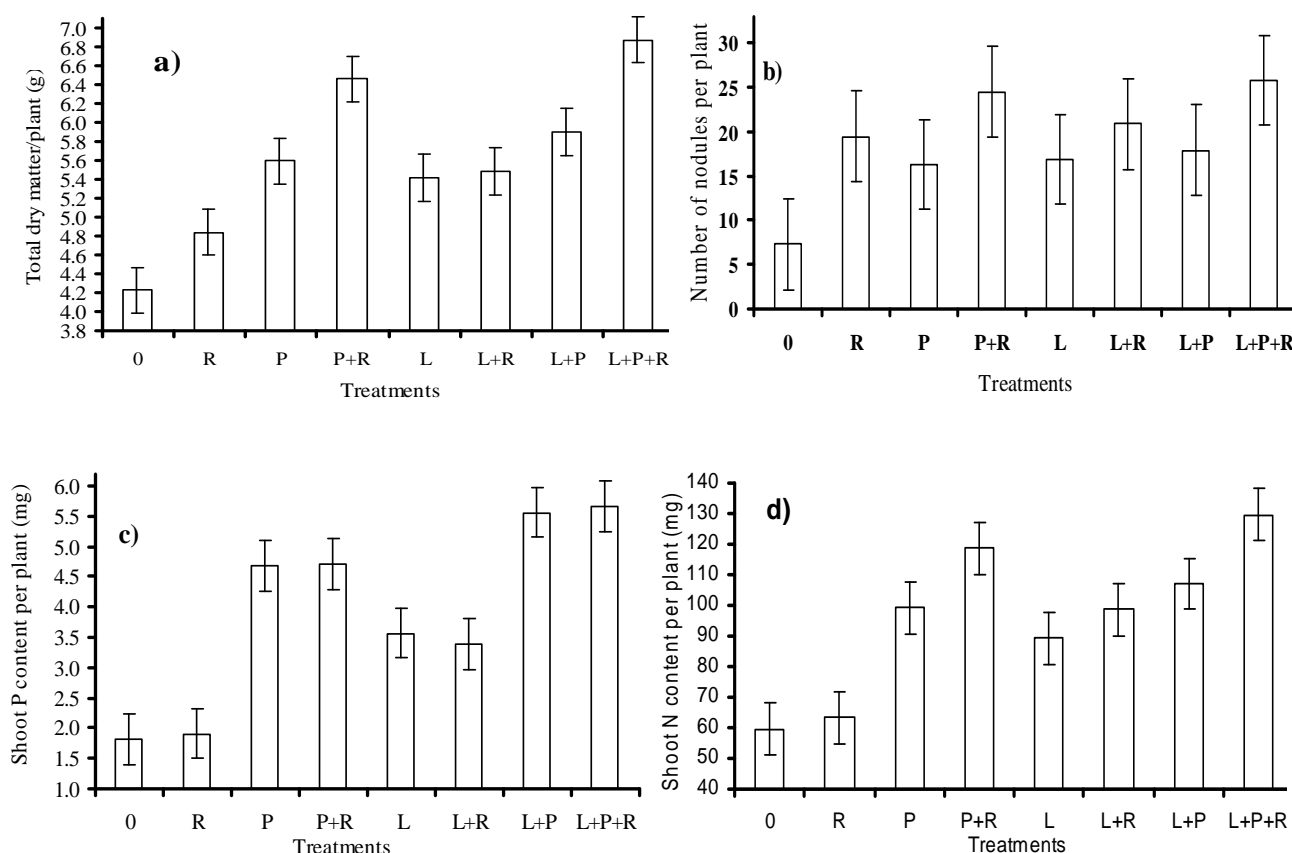 a)
Total dry matter/plant (g)
7.0
6.8
6.4
6.2
6.0
5.8
5.6
5.4
5.2
5.0
4.8
4.6
4.4
4.2
4.0
3.8
0 R P P+R L L+R L+P L+P+R
Treatments
b)
Number of nodules per plant
30
25
20
15
10
5
0
0 R P P+R L L+R L+P L+P+R
Treatments
c)
Shoot P content per plant (mg)
6.0
5.5
5.0
4.5
4.0
3.5
3.0
2.5
2.0
1.5
1.0
0 R P P+R L L+R L+P L+P+R
Treatments
d)
Shoot N content per plant (mg)
140
130
120
110
100
90
80
70
60
50
40
0 R P P+R L L+R L+P L+P+R
Treatments